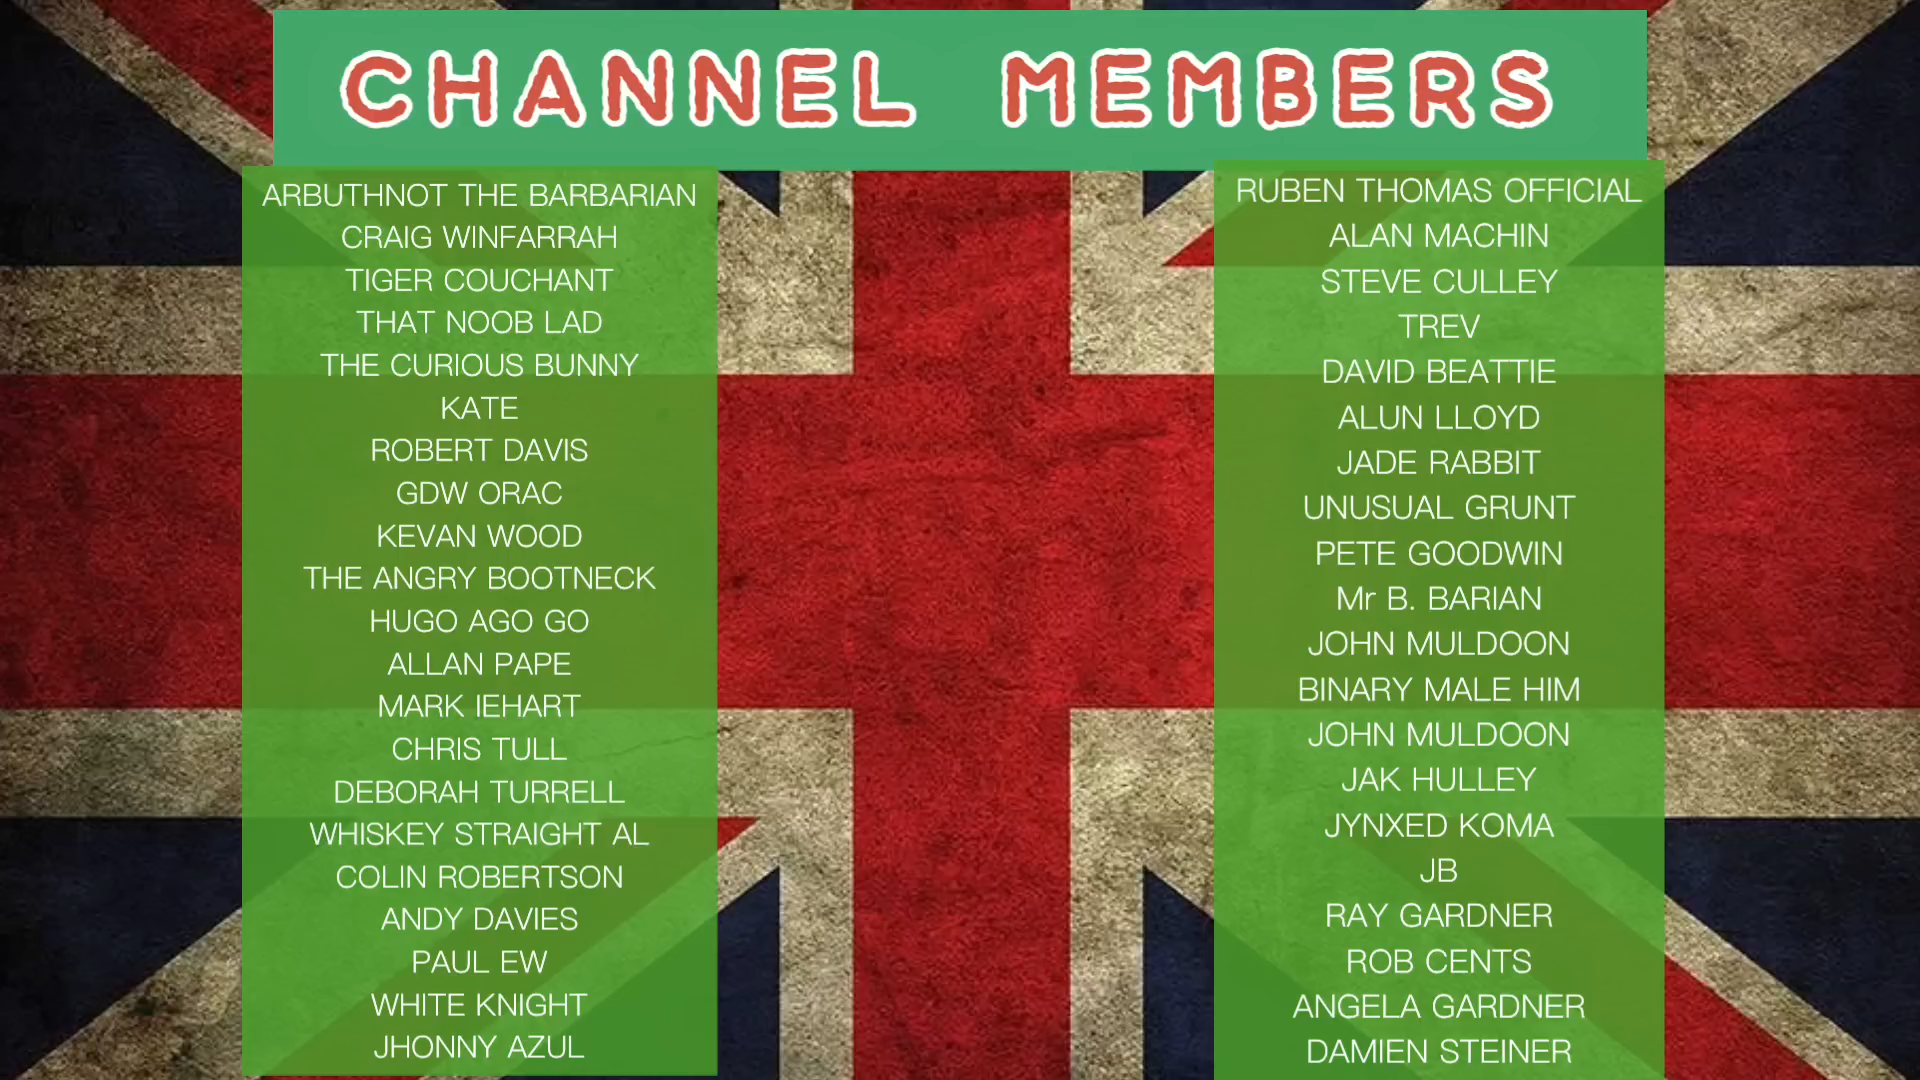 CHANNEL MEMBERS
ARBUTHNOT THE BARBARIAN
CRAIG WINFARRAH
TIGER COUCHANT
THAT NOOB LAD
THE CURIOUS BUNNY
KATE
ROBERT DAVIS
GDW ORAC
KEVAN WOOD
THE ANGRY BOOTNECK
HUGO AGO GO
ALLAN PAPE
MARK IEHART
CHRIS TULL
DEBORAH TURRELL
WHISKEY STRAIGHT AL
COLIN ROBERTSON
ANDY DAVIES
PAUL EW
WHITE KNIGHT
JHONNY AZUL
RUBEN THOMAS OFFICIAL
ALAN MACHIN
STEVE CULLEY
TREV
DAVID BEATTIE
ALUN LLOYD
JADE RABBIT
UNUSUAL GRUNT
PETE GOODWIN
Mr B. BARIAN
JOHN MULDOON
BINARY MALE HIM
JOHN MULDOON
JAK HULLEY
JYNXED KOMA
JB
RAY GARDNER
ROB CENTS
ANGELA GARDNER
DAMIEN STEINER